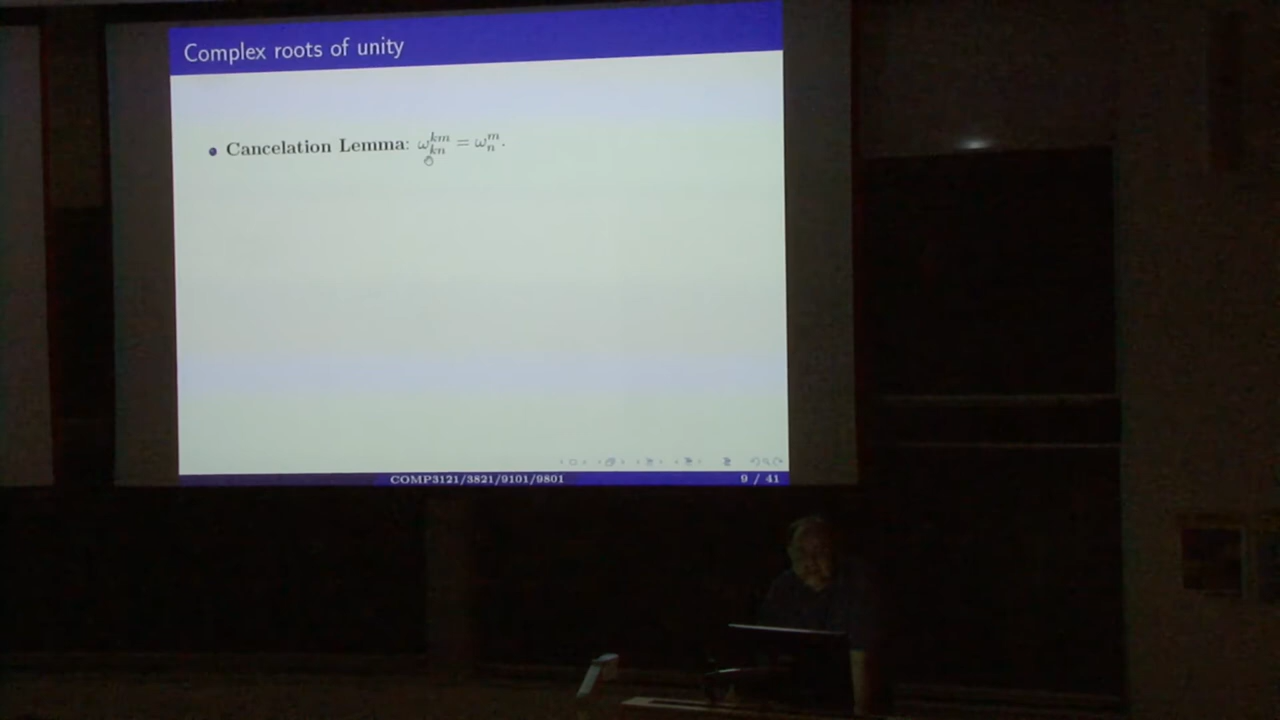 Complex roots of unity
• Cancelation Lemma: ω_{kn}^{km} = ω_n^m.
COMP3121/3821/9101/9801 9 / 41